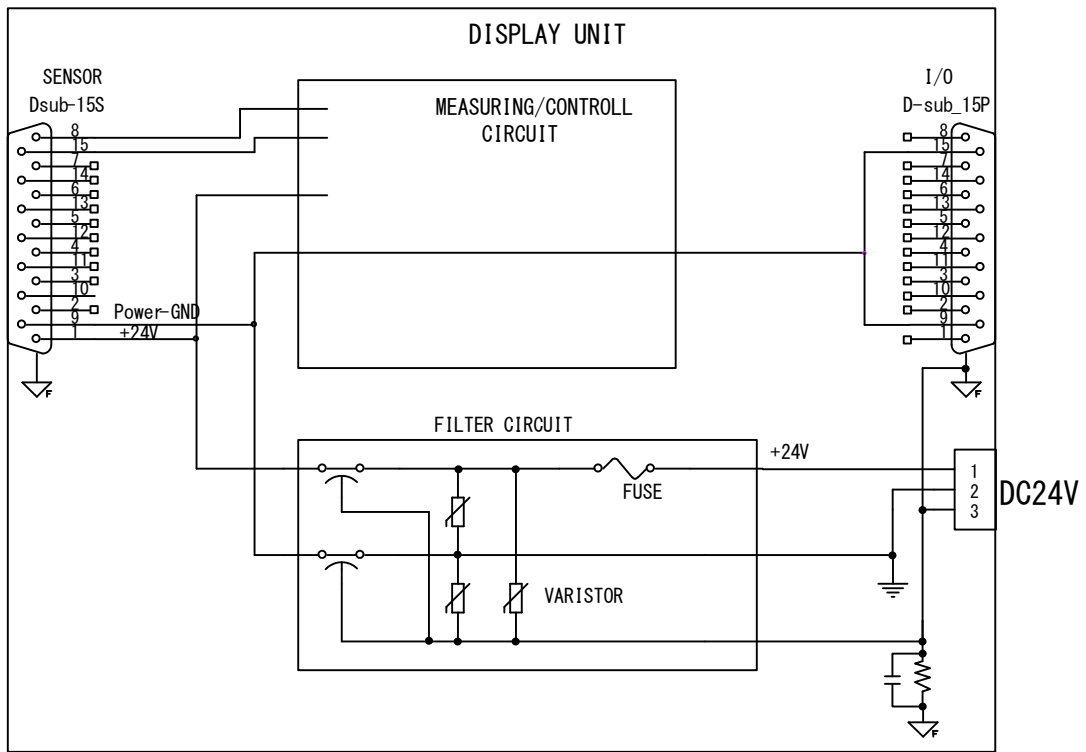 DISPLAY UNIT
SENSOR
Dsub-15S
I/O
D-sub_15P
MEASURING/CONTROLL
CIRCUIT
8
15
7
14
6
13
5
12
4
11
3
10
2
9
1
Power-GND
+24V
F
8
15
7
14
6
13
5
12
4
11
3
10
2
9
1
F
FILTER CIRCUIT
+24V
FUSE
1
2
3
DC24V
VARISTOR
F